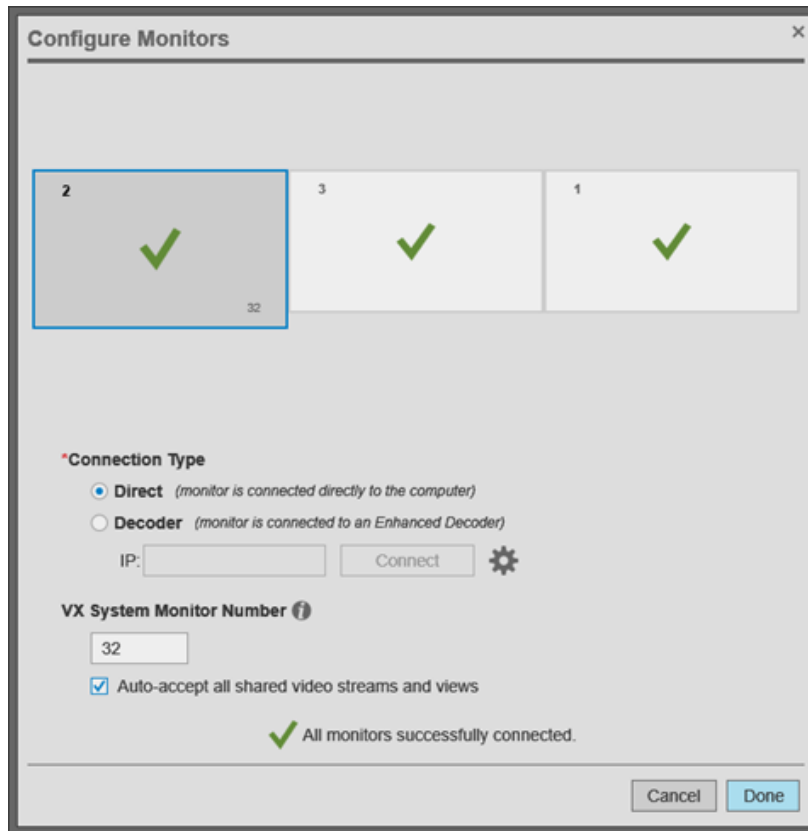 Configure Monitors
2
3
1
32
*Connection Type
Direct (monitor is connected directly to the computer)
Decoder (monitor is connected to an Enhanced Decoder)
IP: Connect
VX System Monitor Number i
32
Auto-accept all shared video streams and views
All monitors successfully connected.
Cancel Done